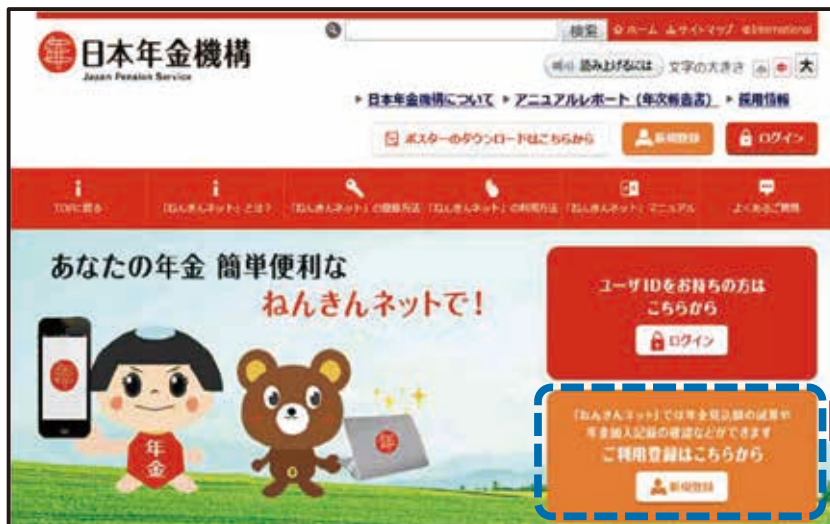 検索 ホーム サイトマップ International
年 日本年金機構
Japan Pension Service
読み上げるには 文字の大きさ 小 中 大
日本年金機構について アニュアルレポート（年次報告書） 採用情報
ポスターのダウンロードはこちらから 新規登録 ログイン
TOPに戻る 「ねんきんネット」とは? 「ねんきんネット」の登録方法 「ねんきんネット」の利用方法 「ねんきんネット」マニュアル よくあるご質問
あなたの年金 簡単便利な
ねんきんネットで!
ユーザIDをお持ちの方は
こちらから
ログイン
年金
年
「ねんきんネット」では年金見込額の試算や
年金加入記録の確認などができます
ご利用登録はこちらから
新規登録